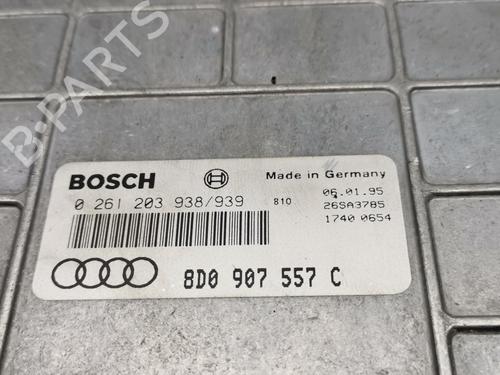 B-PARTS
BOSCH
Made in Germany
0 261 203 938/939
810
06.01.95
26SA3785
1740 0654
8D0 907 557 C